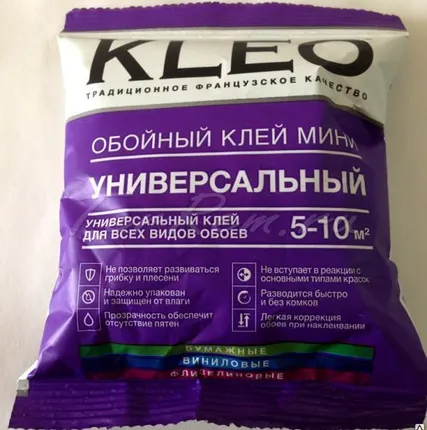 KLEO
ТРАДИЦИОННОЕ ФРАНЦУЗСКОЕ КАЧЕСТВО
ОБОЙНЫЙ КЛЕЙ МИНИ
УНИВЕРСАЛЬНЫЙ
УНИВЕРСАЛЬНЫЙ КЛЕЙ
ДЛЯ ВСЕХ ВИДОВ ОБОЕВ
5-10 м²
Не позволяет развиваться
грибку и плесени
Надежно упакован
и защищен от влаги
Прозрачность обеспечит
отсутствие пятен
Не вступает в реакции с
основными типами красок
Разводится быстро
и без комков
Легкая коррекция
обоев при наклеивании
БУМАЖНЫЕ
ВИНИЛОВЫЕ
ФЛИЗЕЛИНОВЫЕ